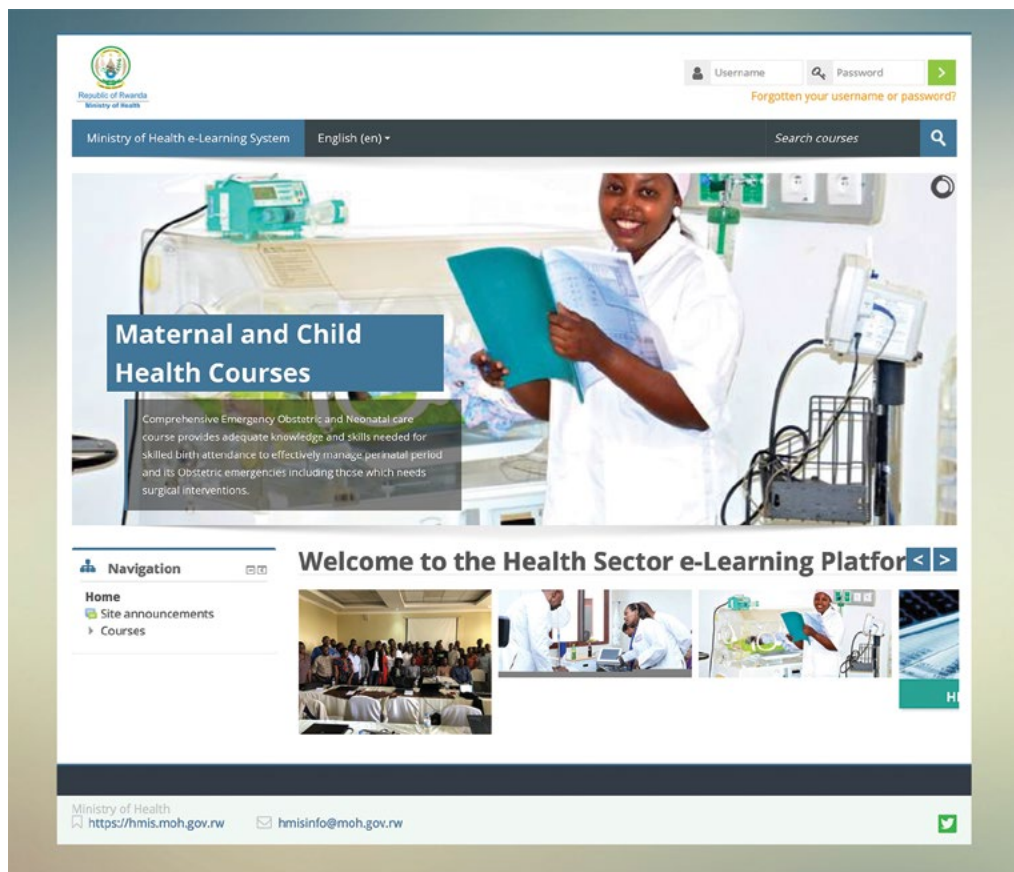 Republic of Rwanda
Ministry of Health
Username
Password
Forgotten your username or password?
Ministry of Health e-Learning System
English (en)
Search courses
Maternal and Child
Health Courses
Comprehensive Emergency Obstetric and Neonatal care
course provides adequate knowledge and skills needed for
skilled birth attendance to effectively manage perinatal period
and its Obstetric emergencies including those which needs
surgical interventions.
Navigation
Home
Site announcements
Courses
Welcome to the Health Sector e-Learning Platfor
< >
H
Ministry of Health
https://hmis.moh.gov.rw
hmisinfo@moh.gov.rw